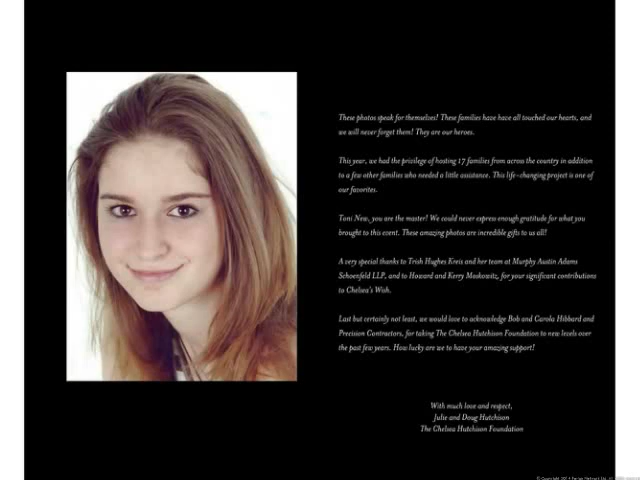 These photos speak for themselves! These families have have all touched our hearts, and
we will never forget them! They are our heroes.
This year, we had the privilege of hosting 17 families from across the country in addition
to a few other families who needed a little assistance. This life-changing project is one of
our favorites.
Toni New, you are the master! We could never express enough gratitude for what you
brought to this event. These amazing photos are incredible gifts to us all!
A very special thanks to Trish Hughes Kreis and her team at Murphy Austin Adams
Schoenfeld LLP, and to Howard and Kerry Moskowitz, for your significant contributions
to Chelsea's Wish.
Last but certainly not least, we would love to acknowledge Bob and Carola Hibbard and
Precision Contractors, for taking The Chelsea Hutchison Foundation to new levels over
the past few years. How lucky are we to have your amazing support!
With much love and respect,
Julie and Doug Hutchison
The Chelsea Hutchison Foundation